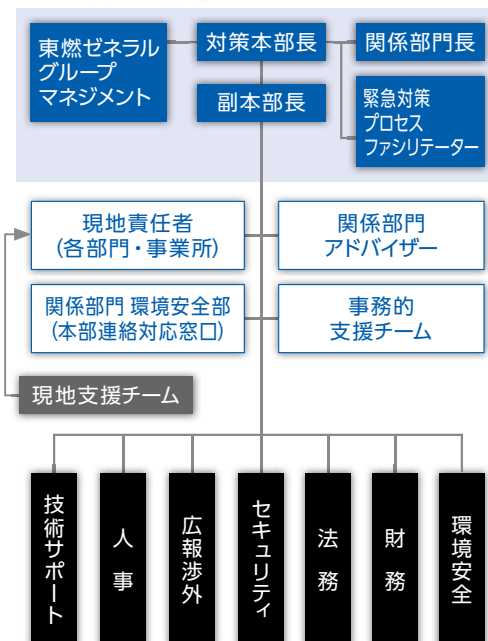 東燃ゼネラル
グループ
マネジメント
対策本部長
関係部門長
副本部長
緊急対策
プロセス
ファシリテーター
現地責任者
(各部門・事業所)
関係部門
アドバイザー
関係部門 環境安全部
(本部連絡対応窓口)
事務的
支援チーム
現地支援チーム
技術サポート
人事
広報渉外
セキュリティ
法務
財務
環境安全